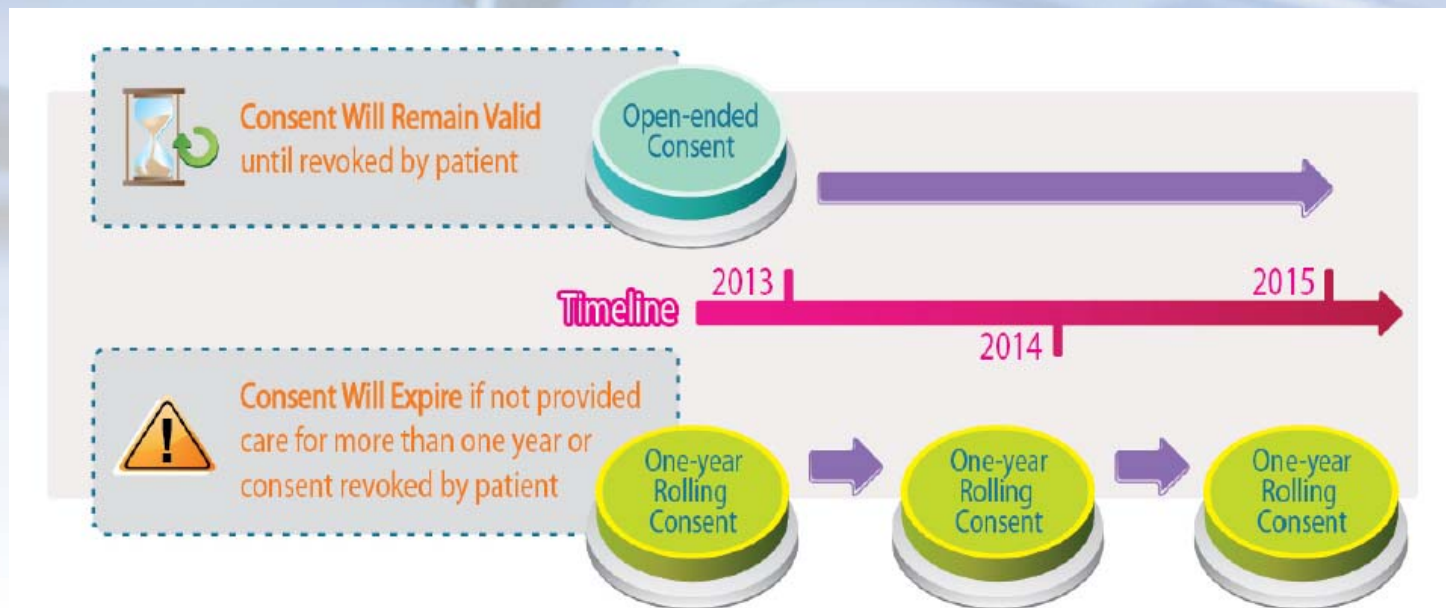 Consent Will Remain Valid
until revoked by patient
Open-ended
Consent
Timeline
2013
2014
2015
Consent Will Expire if not provided
care for more than one year or
consent revoked by patient
One-year
Rolling
Consent
One-year
Rolling
Consent
One-year
Rolling
Consent